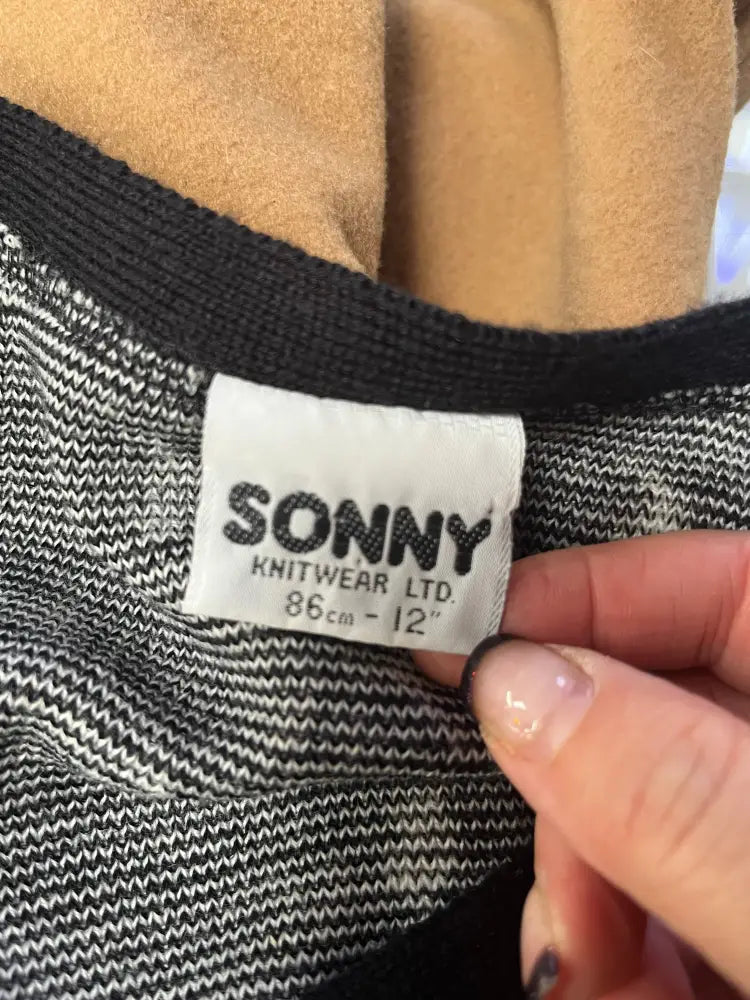 SONNY
KNITWEAR LTD.
86cm - 12"